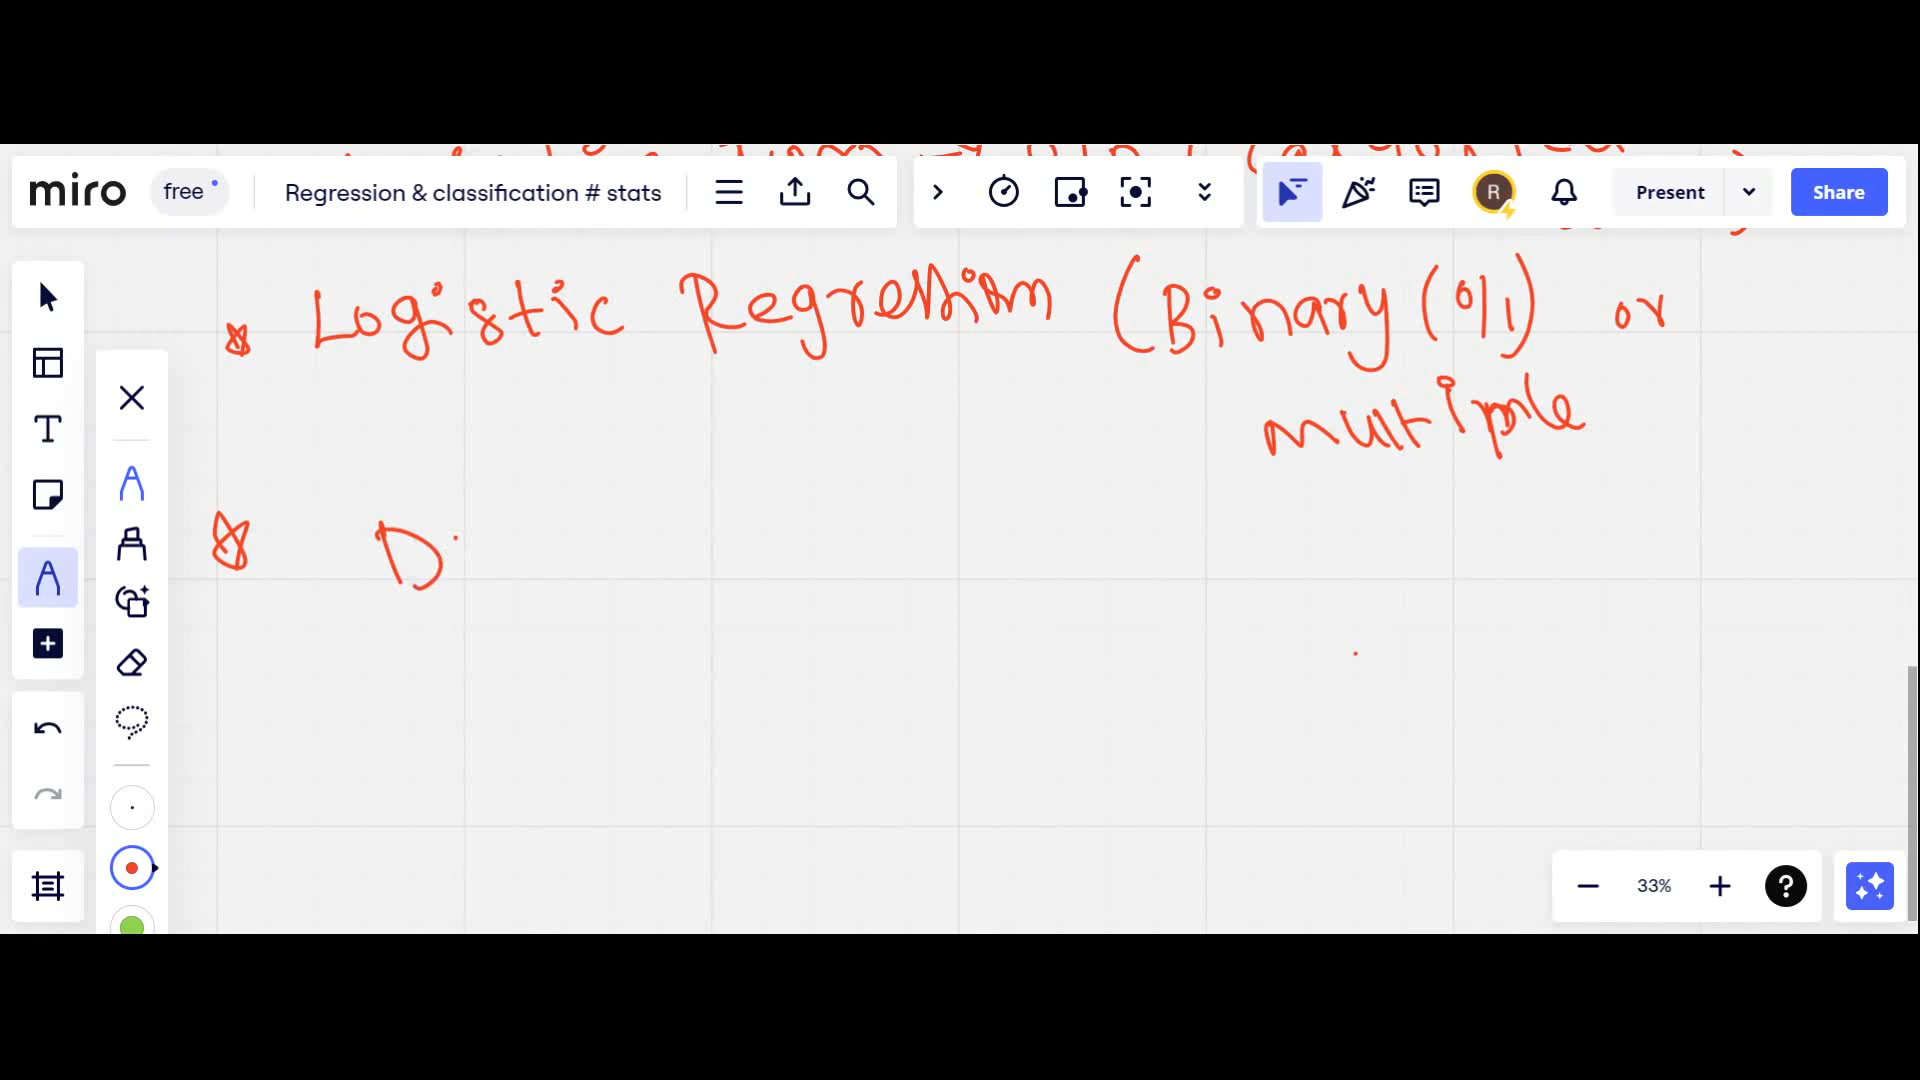 miro free Regression & classification # stats R Present Share
* Logistic Regression (Binary (0/1) or
multiple
* D
33%